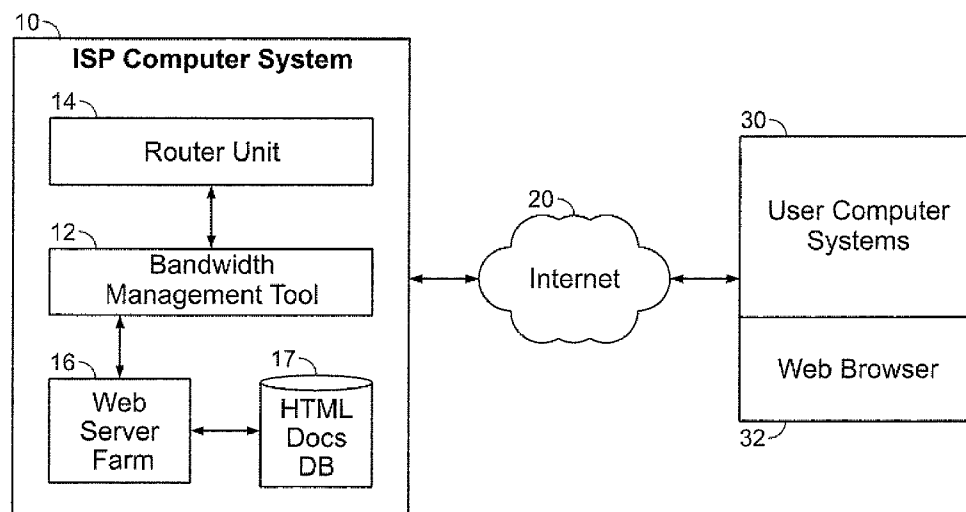 10
ISP Computer System
14
Router Unit
12
Bandwidth
Management Tool
16
Web
Server
Farm
17
HTML
Docs
DB
20
Internet
30
User Computer
Systems
Web Browser
32